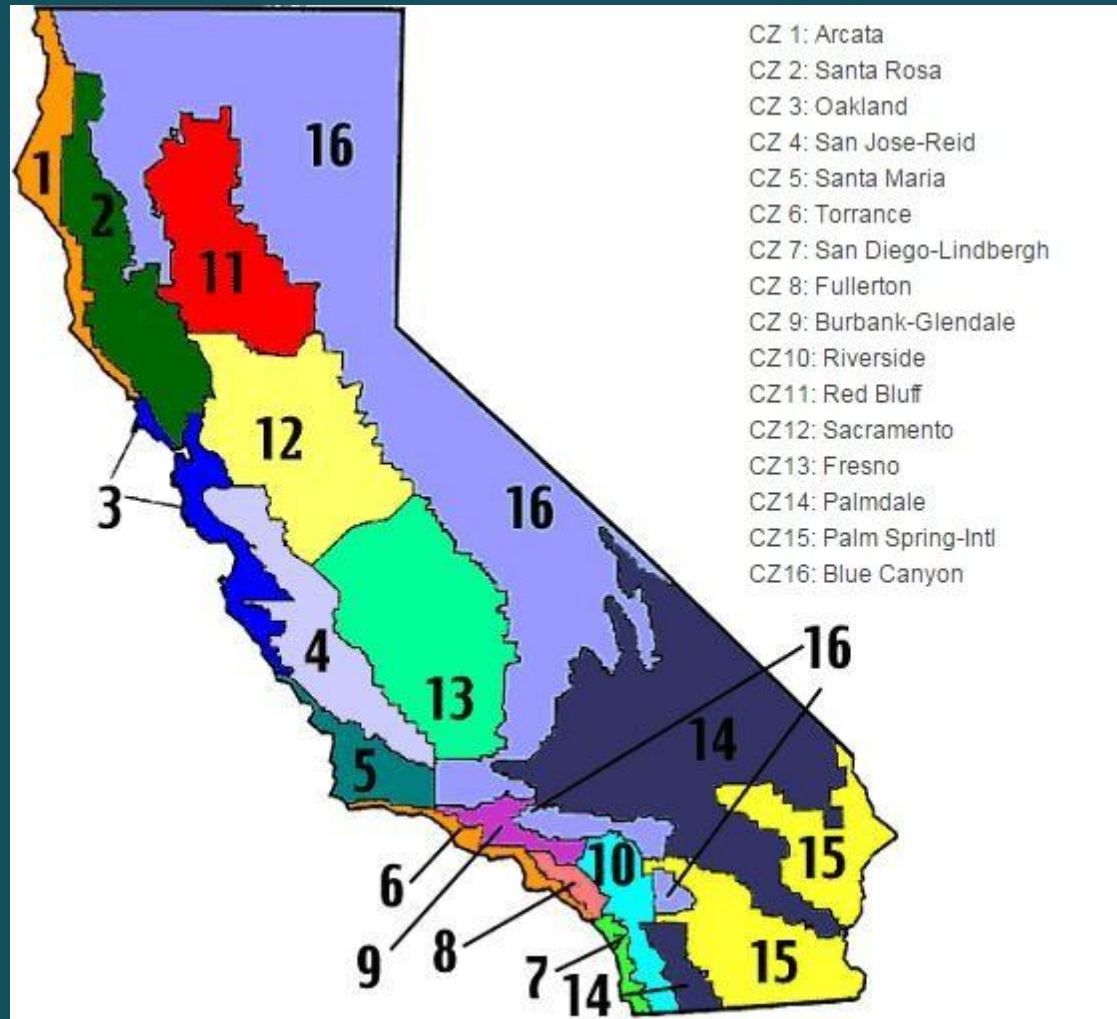 CZ 1: Arcata
CZ 2: Santa Rosa
CZ 3: Oakland
CZ 4: San Jose-Reid
CZ 5: Santa Maria
CZ 6: Torrance
CZ 7: San Diego-Lindbergh
CZ 8: Fullerton
CZ 9: Burbank-Glendale
CZ10: Riverside
CZ11: Red Bluff
CZ12: Sacramento
CZ13: Fresno
CZ14: Palmdale
CZ15: Palm Spring-Intl
CZ16: Blue Canyon
16
1
2
11
12
3
16
4
16
13
14
5
15
10
6
8
9
7
15
14